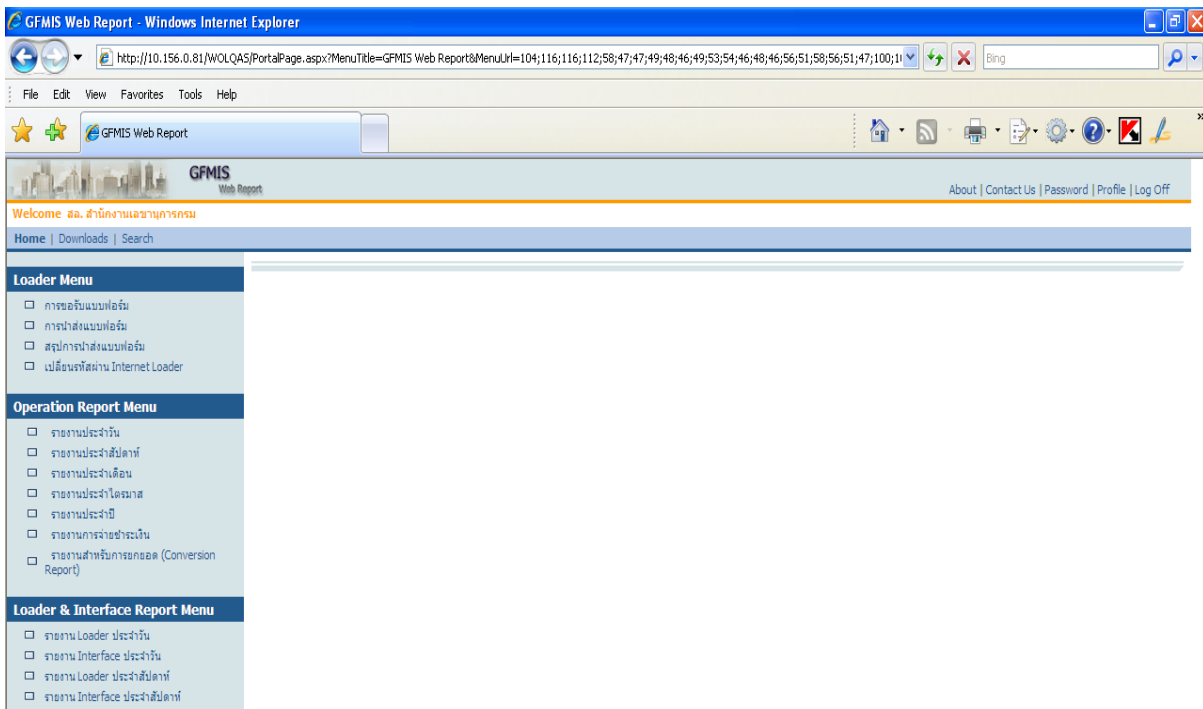 GFMIS Web Report - Windows Internet Explorer
http://10.156.0.81/WOLQAS/PortalPage.aspx?MenuTitle=GFMIS Web Report&MenuUrl=104;116;116;112;58;47;47;49;48;46;49;53;54;46;48;46;56;51;58;56;51;47;100;1
Bing
File Edit View Favorites Tools Help
GFMIS Web Report
GFMIS
Web Report
About | Contact Us | Password | Profile | Log Off
Welcome สล. สำนักงานเลขานุการกรม
Home | Downloads | Search
Loader Menu
การขอรับแบบฟอร์ม
การนำส่งแบบฟอร์ม
สรุปการนำส่งแบบฟอร์ม
เปลี่ยนรหัสผ่าน Internet Loader
Operation Report Menu
รายงานประจำวัน
รายงานประจำสัปดาห์
รายงานประจำเดือน
รายงานประจำไตรมาส
รายงานประจำปี
รายงานการจ่ายชำระเงิน
รายงานสำหรับการยกยอด (Conversion
Report)
Loader & Interface Report Menu
รายงาน Loader ประจำวัน
รายงาน Interface ประจำวัน
รายงาน Loader ประจำสัปดาห์
รายงาน Interface ประจำสัปดาห์